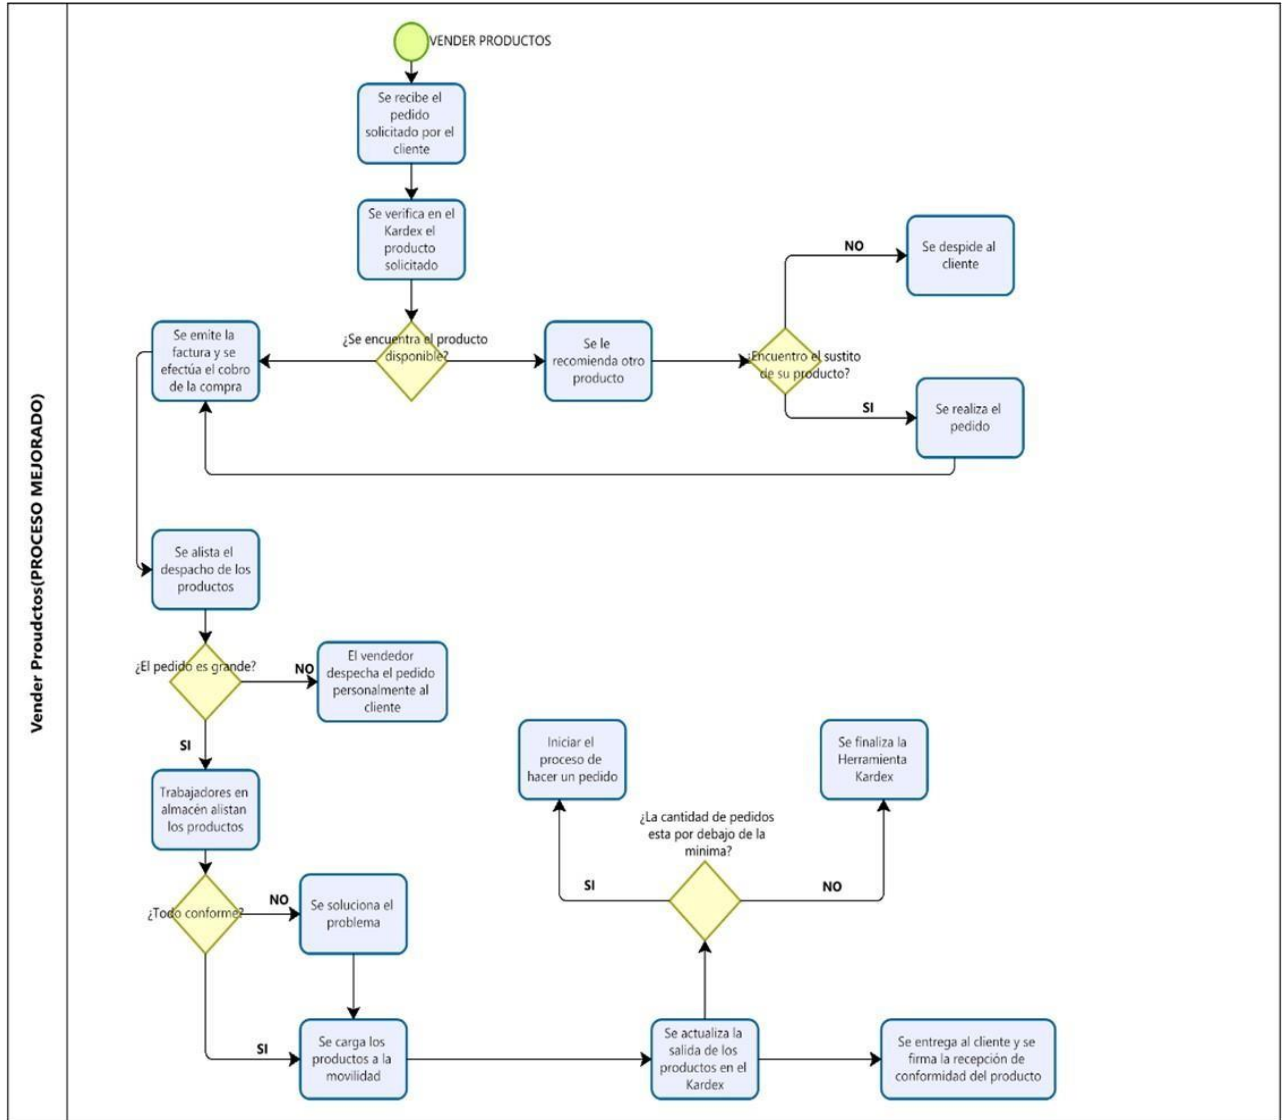 Vender Proudctos(PROCESO MEJORADO)
VENDER PRODUCTOS
Se recibe el
pedido
solicitado por el
cliente
Se verifica en el
Kardex el
producto
solicitado
NO
Se despide al
cliente
Se emite la
factura y se
efectúa el cobro
de la compra
¿Se encuentra el producto
disponible?
Se le
recomienda otro
producto
¿Encuentro el sustito
de su producto?
SI
Se realiza el
pedido
Se alista el
despacho de los
productos
¿El pedido es grande?
NO
El vendedor
despecha el pedido
personalmente al
cliente
SI
Trabajadores en
almacén alistan
los productos
Iniciar el
proceso de
hacer un pedido
Se finaliza la
Herramienta
Kardex
¿La cantidad de pedidos
esta por debajo de la
minima?
SI
NO
¿Todo conforme?
NO
Se soluciona el
problema
SI
Se carga los
productos a la
movilidad
Se actualiza la
salida de los
productos en el
Kardex
Se entrega al cliente y se
firma la recepción de
conformidad del producto